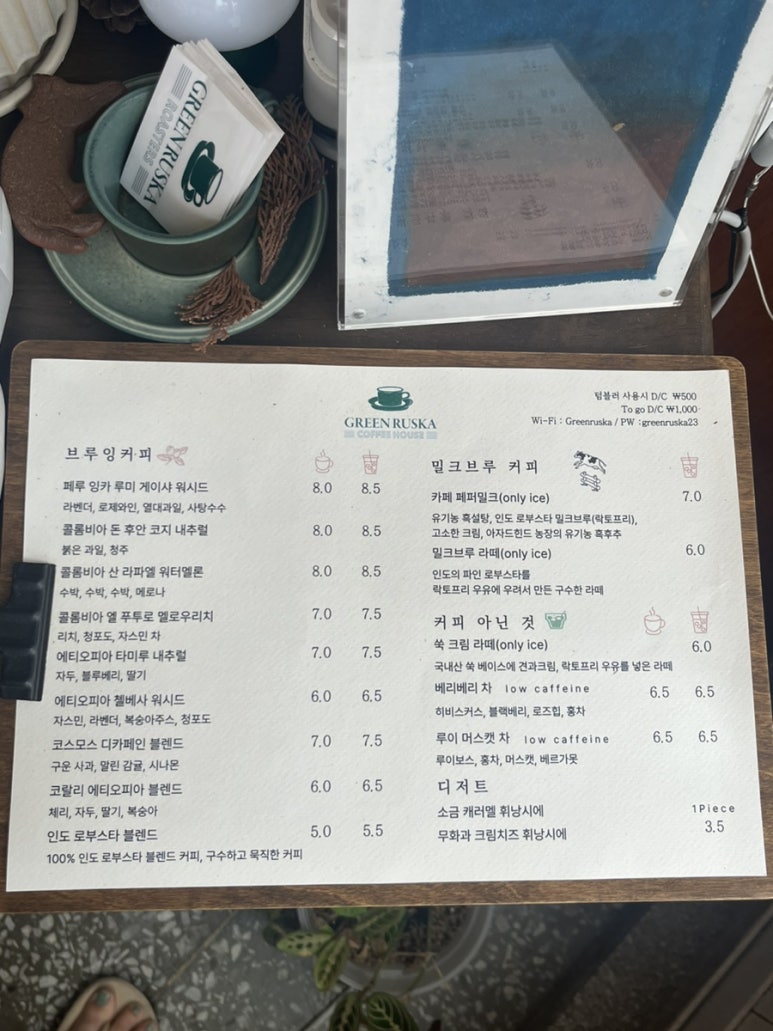 GREEN RUSKA
ROASTERS
GREEN RUSKA
COFFEE HOUSE
텀블러 사용시 D/C ₩500
To go D/C ₩1,000
Wi-Fi : Greenruska / PW : greenruska23
브루잉커피
페루 잉카 루미 게이샤 워시드 8.0 8.5
라벤더, 로제와인, 열대과일, 사탕수수
콜롬비아 돈 후안 코지 내추럴 8.0 8.5
붉은 과일, 청주
콜롬비아 산 라파엘 워터멜론 8.0 8.5
수박, 수박, 수박, 메로나
콜롬비아 엘 푸투로 멜로우리치 7.0 7.5
리치, 청포도, 자스민 차
에티오피아 타미루 내추럴 7.0 7.5
자두, 블루베리, 딸기
에티오피아 첼베사 워시드 6.0 6.5
자스민, 라벤더, 복숭아주스, 청포도
코스모스 디카페인 블렌드 7.0 7.5
구운 사과, 말린 감귤, 시나몬
코랄리 에티오피아 블렌드 6.0 6.5
체리, 자두, 딸기, 복숭아
인도 로부스타 블렌드 5.0 5.5
100% 인도 로부스타 블렌드 커피, 구수하고 묵직한 커피
밀크브루 커피
카페 페퍼밀크(only ice) 7.0
유기농 흑설탕, 인도 로부스타 밀크브루(락토프리),
고소한 크림, 아자드힌드 농장의 유기농 흑후추
밀크브루 라떼(only ice) 6.0
인도의 파인 로부스타를
락토프리 우유에 우려서 만든 구수한 라떼
커피 아닌 것
쑥 크림 라떼(only ice) 6.0
국내산 쑥 베이스에 견과크림, 락토프리 우유를 넣은 라떼
베리베리 차 low caffeine 6.5 6.5
히비스커스, 블랙베리, 로즈힙, 홍차
루이 머스캣 차 low caffeine 6.5 6.5
루이보스, 홍차, 머스캣, 베르가못
디저트
소금 캐러멜 휘낭시에 1Piece
무화과 크림치즈 휘낭시에 3.5